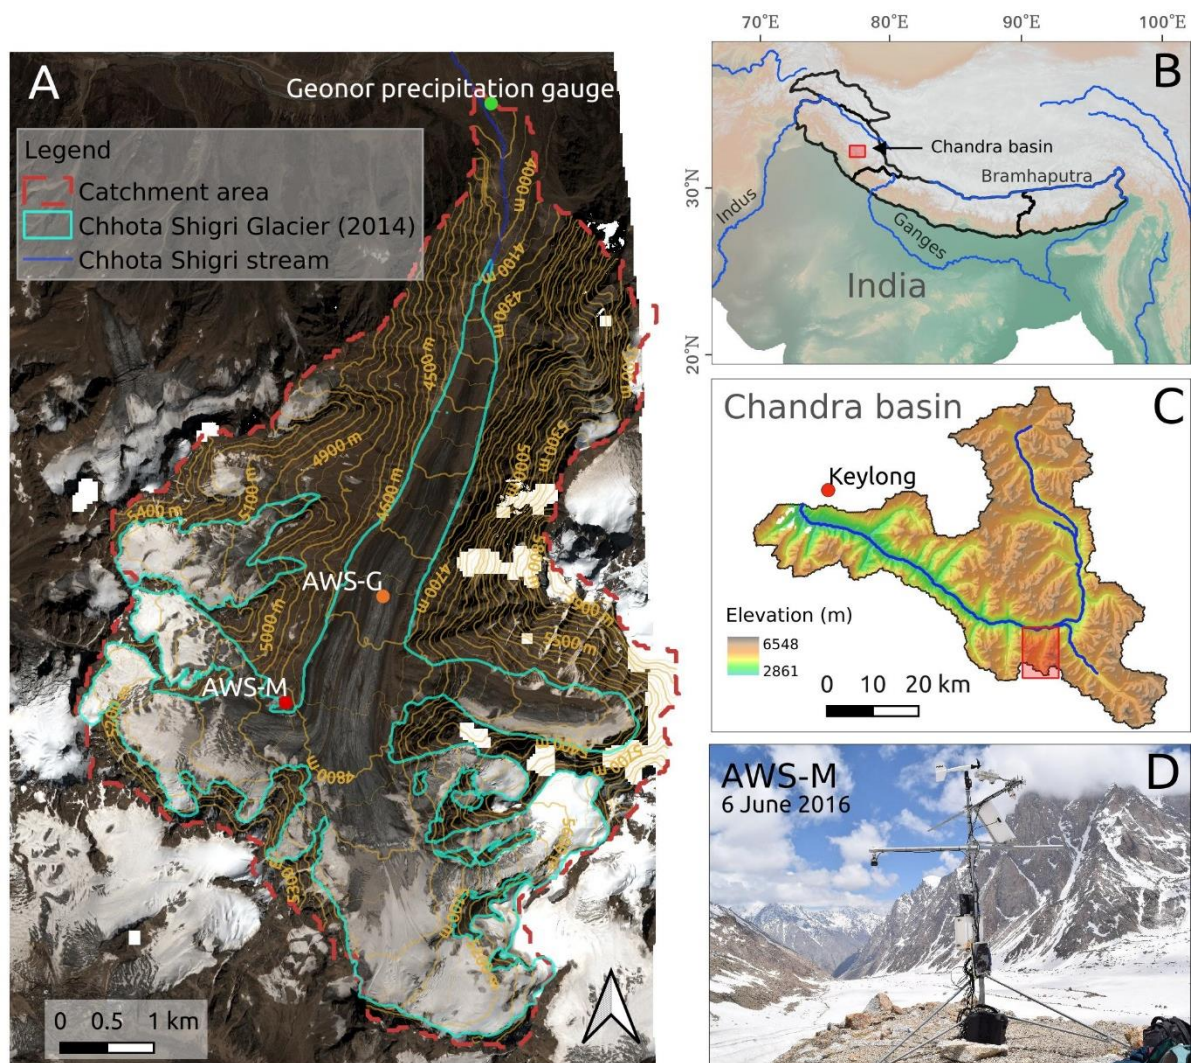 A
Geonor precipitation gauge
Legend
Catchment area
Chhota Shigri Glacier (2014)
Chhota Shigri stream
4000 m
4100 m
4300 m
4500 m
4900 m
5100 m
5400 m
4600 m
4700 m
5000 m
AWS-G
AWS-M
4800 m
0 0.5 1 km
70°E 80°E 90°E 100°E
B
Chandra basin
30°N
20°N
Indus
Bramhaputra
Ganges
India
Chandra basin
C
Keylong
Elevation (m)
6548
2861
0 10 20 km
AWS-M
6 June 2016
D